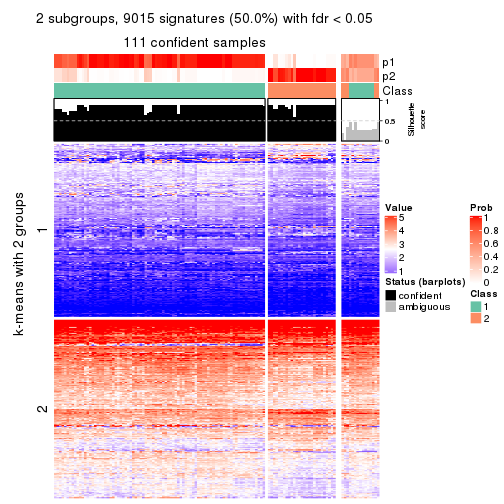 2 subgroups, 9015 signatures (50.0%) with fdr < 0.05
111 confident samples
p1
p2
Class
1
0.5
0
Silhouette
score
k-means with 2 groups
1
2
Value
5
4
3
2
1
Status (barplots)
confident
ambiguous
Prob
1
0.8
0.6
0.4
0.2
0
Class
1
2